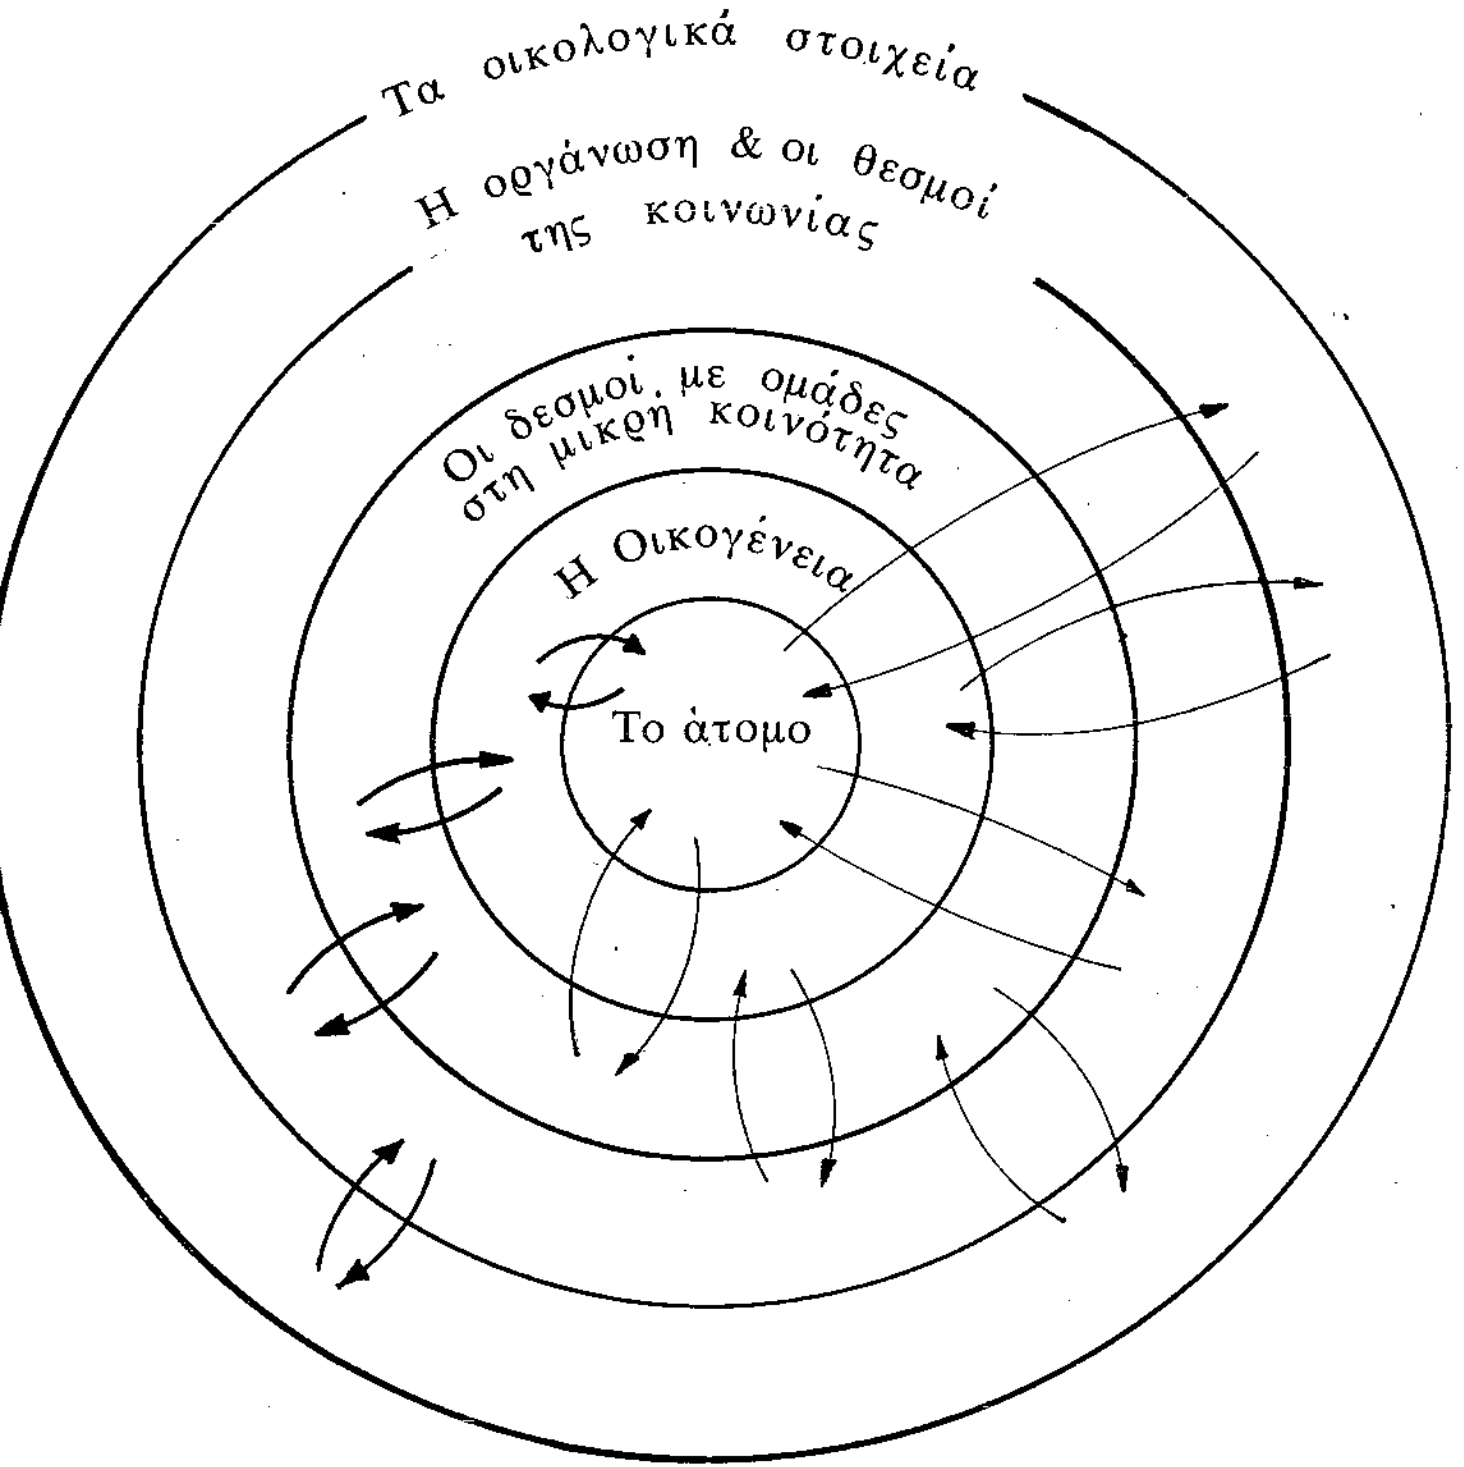 Τα οικολογικά στοιχεία
Η οργάνωση & οι θεσμοί
της κοινωνίας
Οι δεσμοί με ομάδες
στη μικρή κοινότητα
Η Οικογένεια
Το άτομο